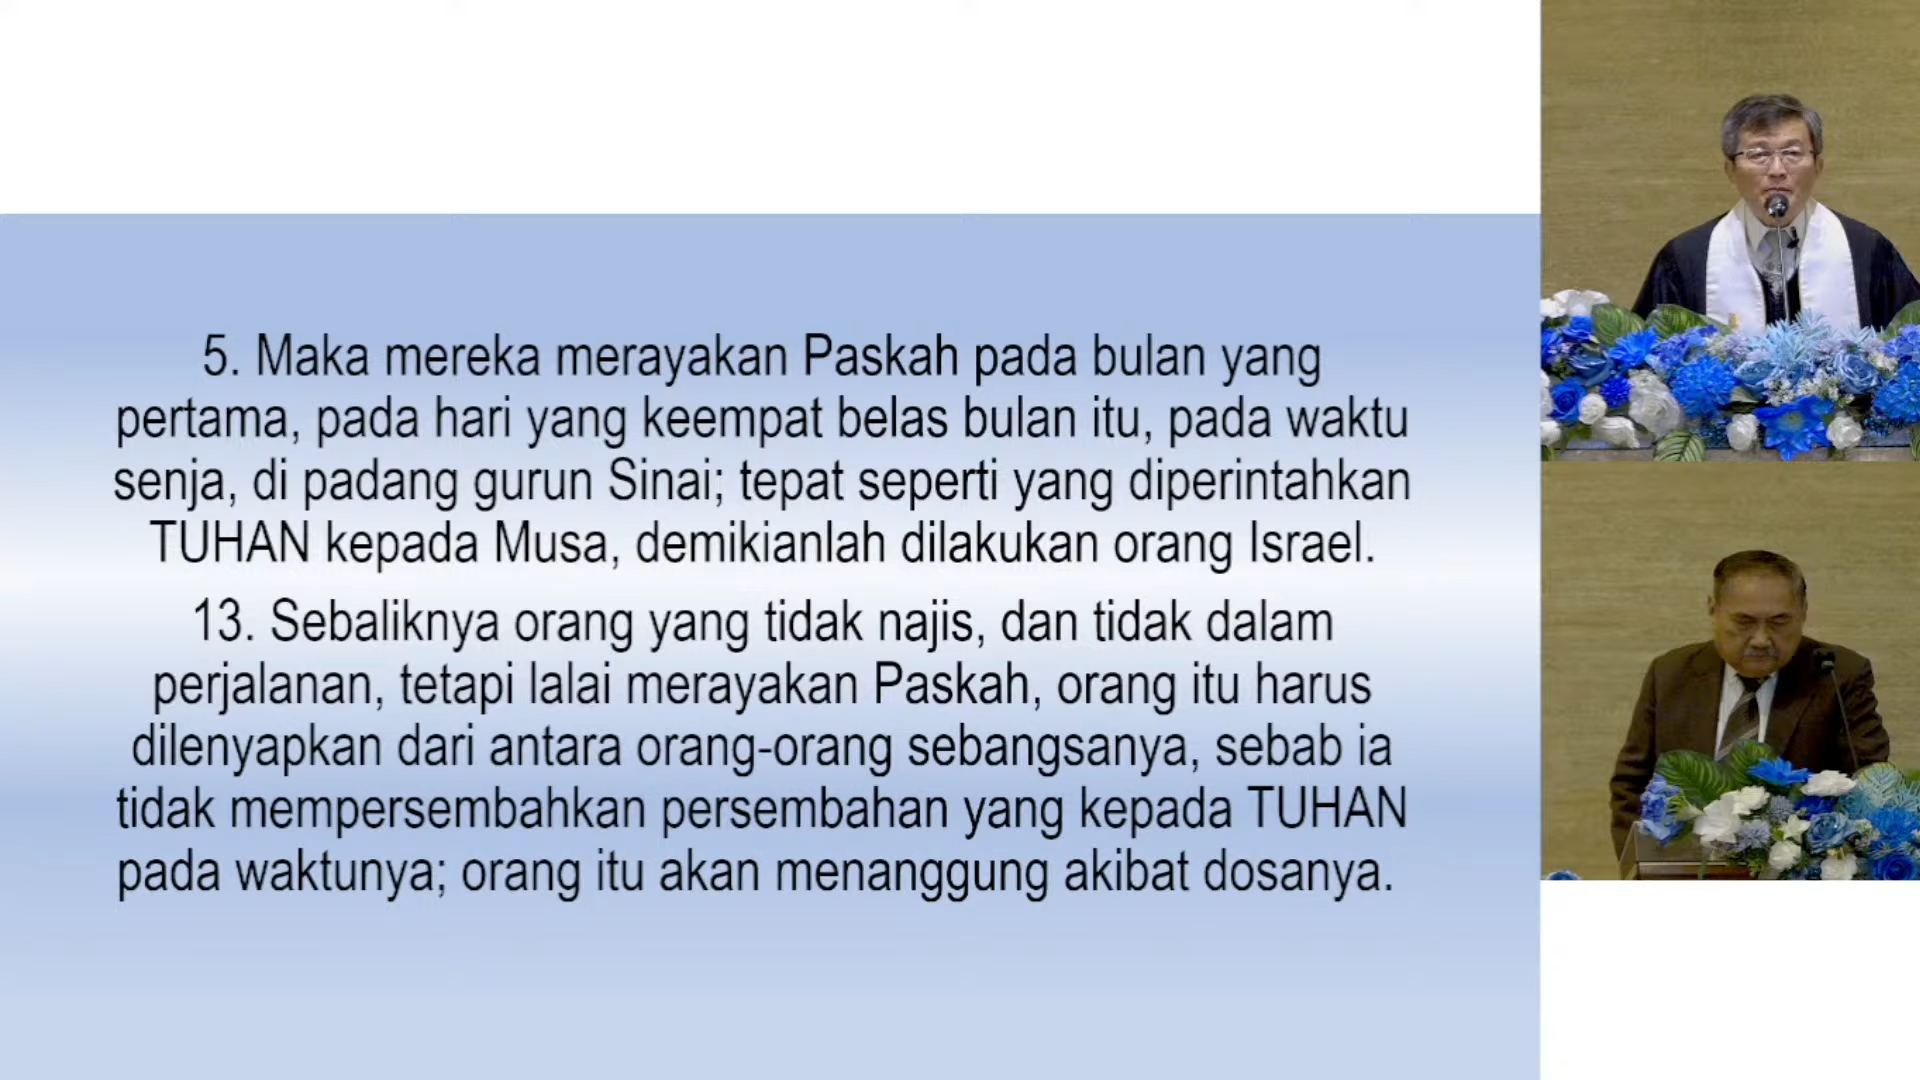 5. Maka mereka merayakan Paskah pada bulan yang
pertama, pada hari yang keempat belas bulan itu, pada waktu
senja, di padang gurun Sinai; tepat seperti yang diperintahkan
TUHAN kepada Musa, demikianlah dilakukan orang Israel.
13. Sebaliknya orang yang tidak najis, dan tidak dalam
perjalanan, tetapi lalai merayakan Paskah, orang itu harus
dilenyapkan dari antara orang-orang sebangsanya, sebab ia
tidak mempersembahkan persembahan yang kepada TUHAN
pada waktunya; orang itu akan menanggung akibat dosanya.